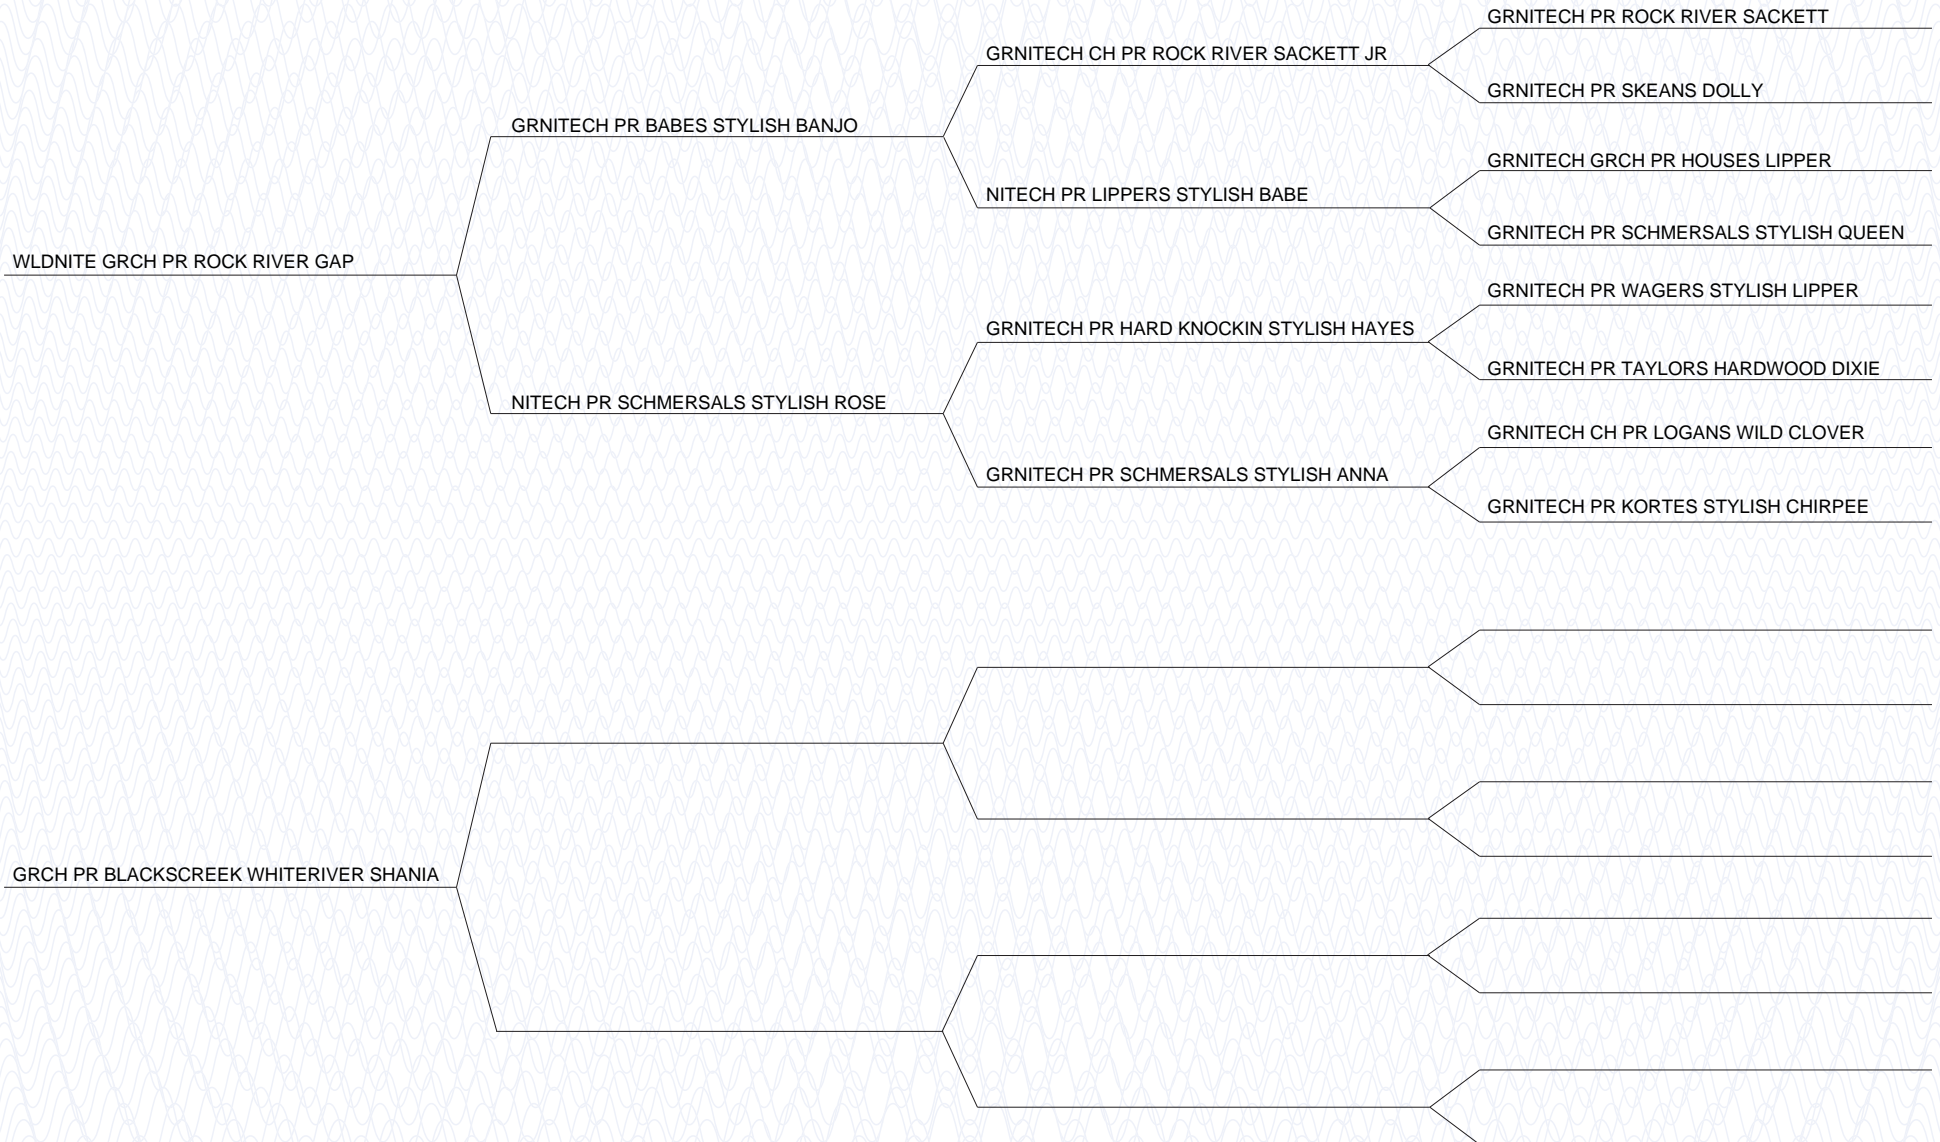 GRNITECH PR ROCK RIVER SACKETT
GRNITECH CH PR ROCK RIVER SACKETT JR
GRNITECH PR SKEANS DOLLY
GRNITECH PR BABES STYLISH BANJO
GRNITECH GRCH PR HOUSES LIPPER
NITECH PR LIPPERS STYLISH BABE
GRNITECH PR SCHMERSALS STYLISH QUEEN
WLDNITE GRCH PR ROCK RIVER GAP
GRNITECH PR WAGERS STYLISH LIPPER
GRNITECH PR HARD KNOCKIN STYLISH HAYES
GRNITECH PR TAYLORS HARDWOOD DIXIE
NITECH PR SCHMERSALS STYLISH ROSE
GRNITECH CH PR LOGANS WILD CLOVER
GRNITECH PR SCHMERSALS STYLISH ANNA
GRNITECH PR KORTES STYLISH CHIRPEE
GRCH PR BLACKSCREEK WHITERIVER SHANIA